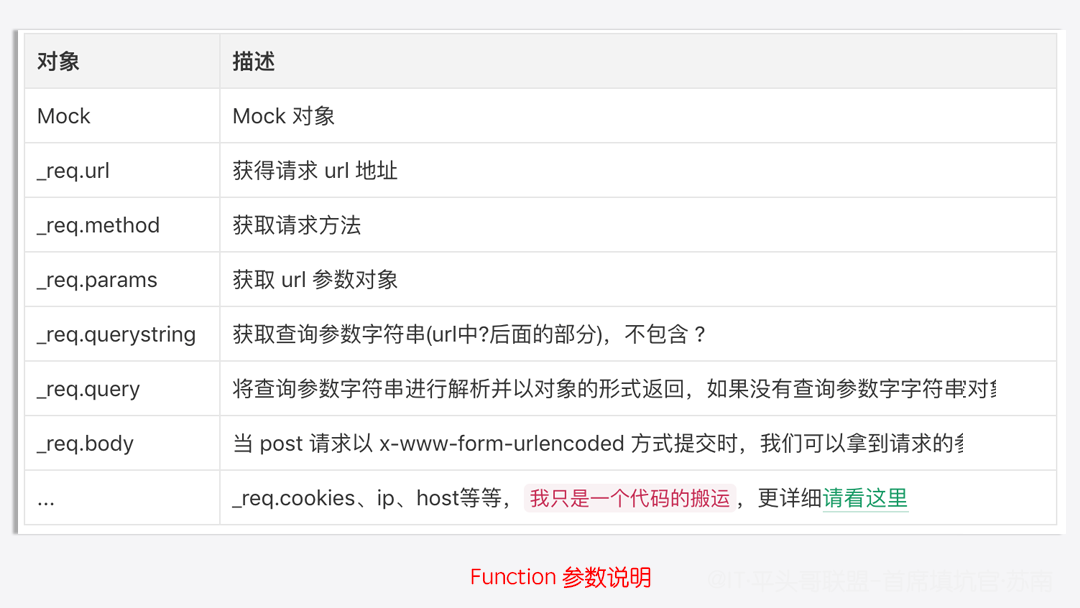 对象 描述
Mock Mock 对象
_req.url 获得请求 url 地址
_req.method 获取请求方法
_req.params 获取 url 参数对象
_req.querystring 获取查询参数字符串(url中?后面的部分)，不包含 ?
_req.query 将查询参数字符串进行解析并以对象的形式返回，如果没有查询参数字字符串对象
_req.body 当 post 请求以 x-www-form-urlencoded 方式提交时，我们可以拿到请求的
... _req.cookies、ip、host等等，我只是一个代码的搬运，更详细请看这里
Function 参数说明
@IT·平头哥联盟-首席填坑官·苏南